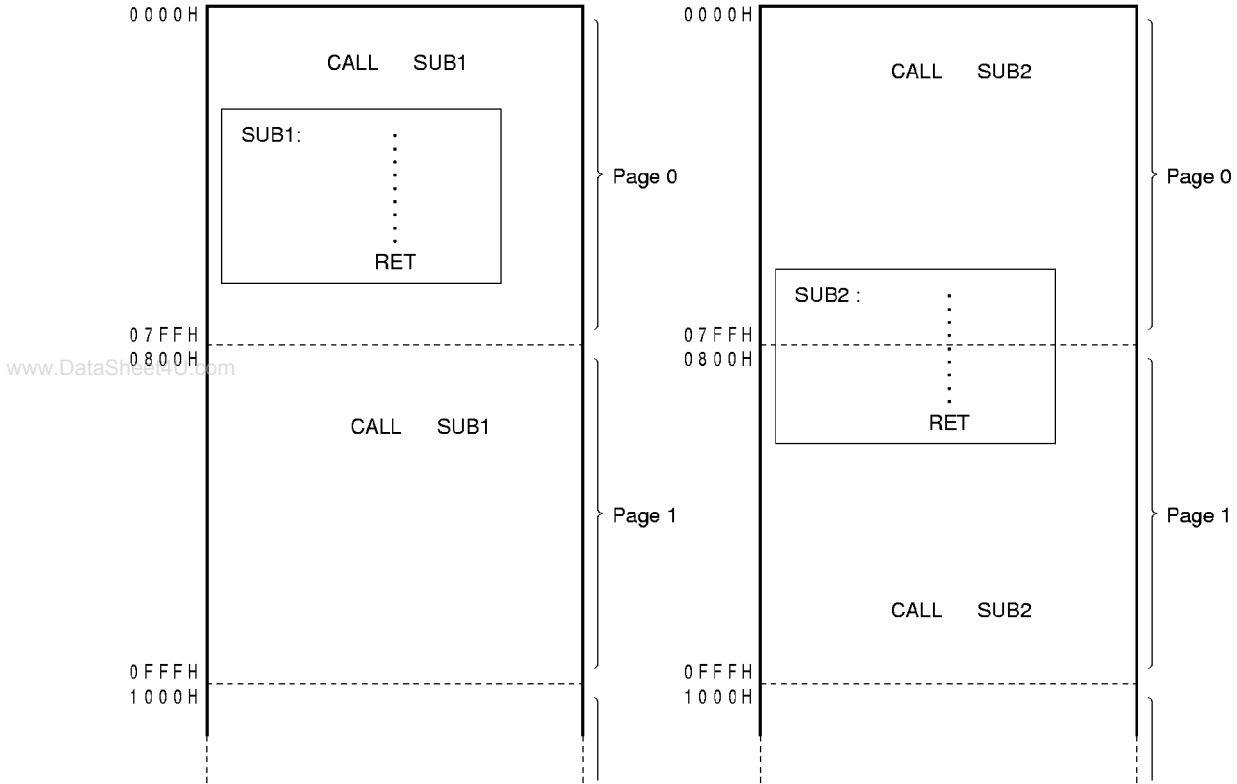 0000H
CALL SUB1
SUB1:
RET
Page 0
07FFH
0800H
CALL SUB1
Page 1
0FFFH
1000H
0000H
CALL SUB2
Page 0
SUB2 :
07FFH
0800H
RET
Page 1
CALL SUB2
0FFFH
1000H
www.DataSheet4U.com